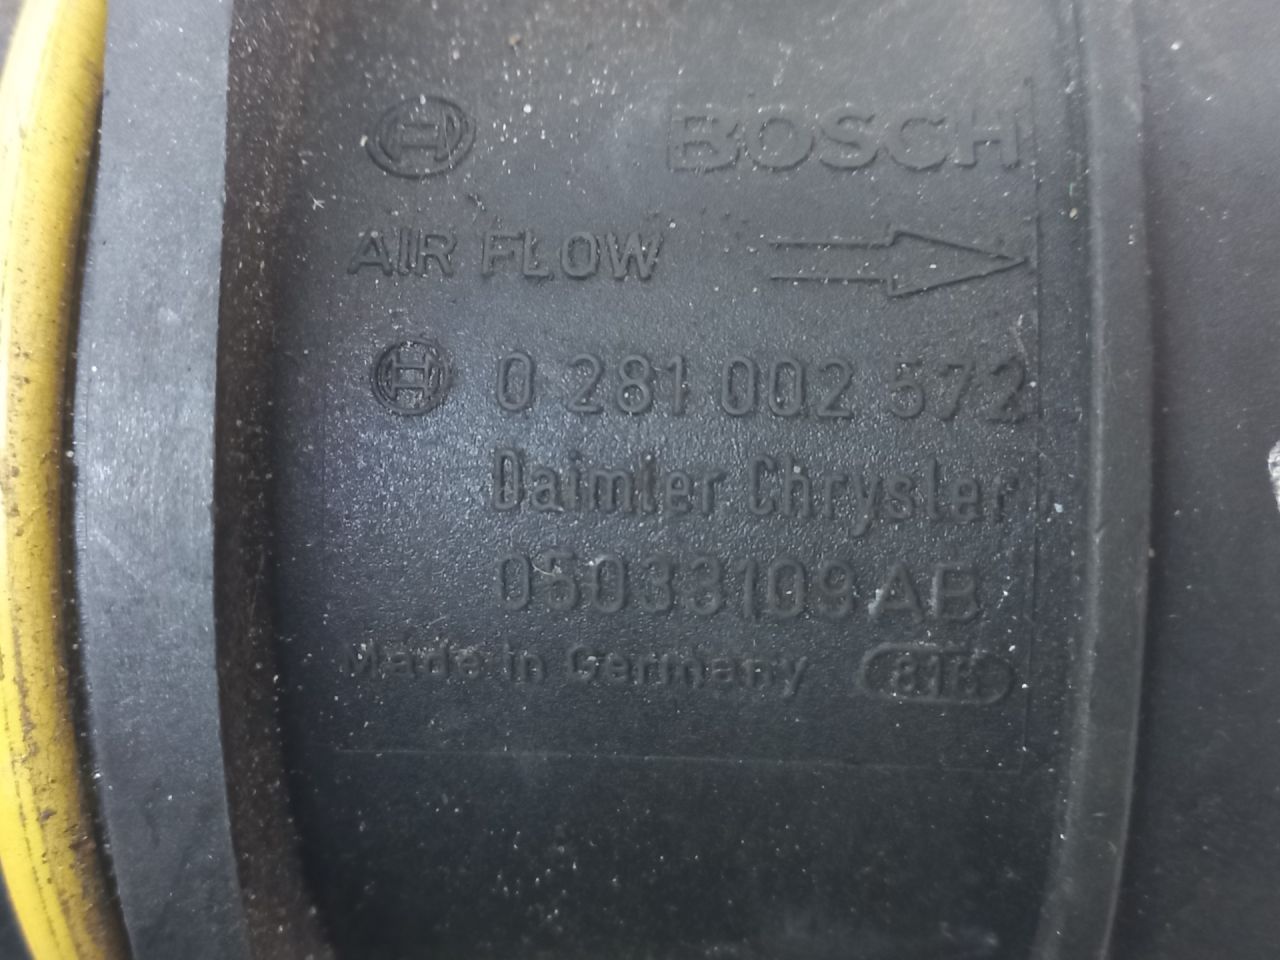 BOSCH
AIR FLOW
0 281 002 572
Daimler Chrysler
05033109AB
Made in Germany